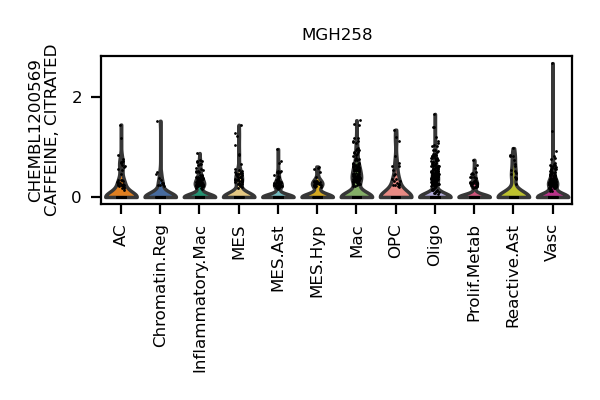 MGH258
CHEMBL1200569
CAFFEINE, CITRATED
2
0
AC
Chromatin.Reg
Inflammatory.Mac
MES
MES.Ast
MES.Hyp
Mac
OPC
Oligo
Prolif.Metab
Reactive.Ast
Vasc